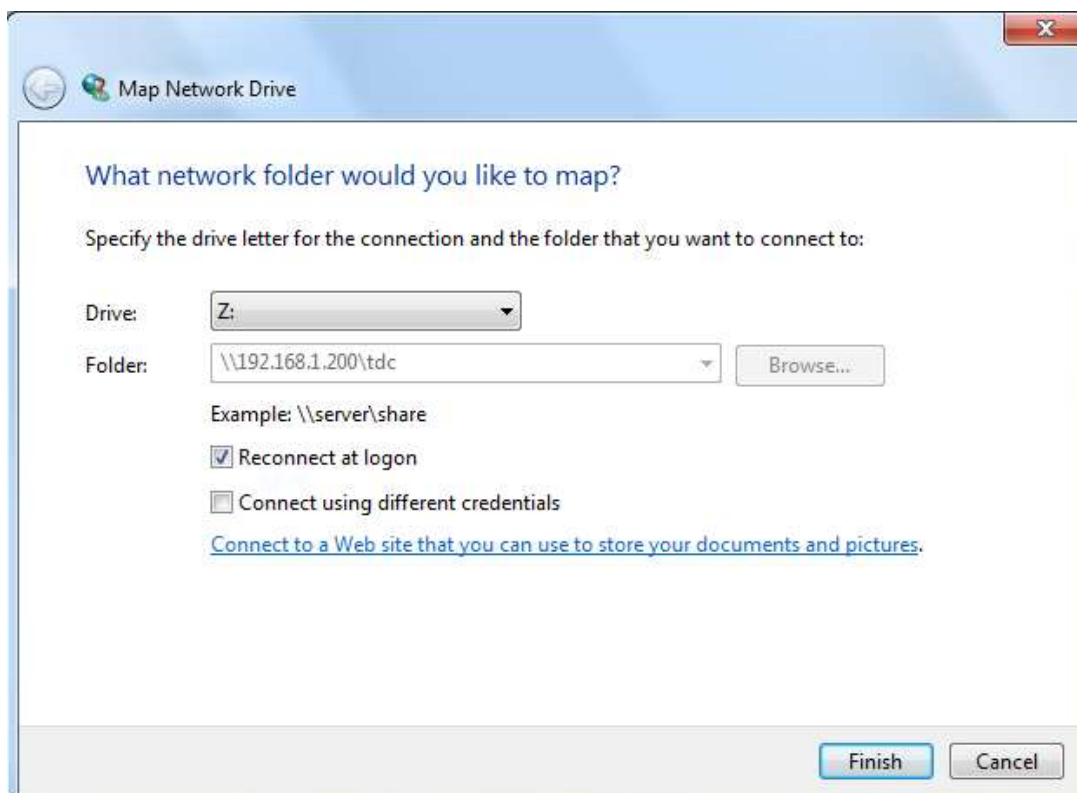 Map Network Drive
What network folder would you like to map?
Specify the drive letter for the connection and the folder that you want to connect to:
Drive: Z:
Folder: \\192.168.1.200\tdc Browse...
Example: \\server\share
Reconnect at logon
Connect using different credentials
Connect to a Web site that you can use to store your documents and pictures.
Finish Cancel